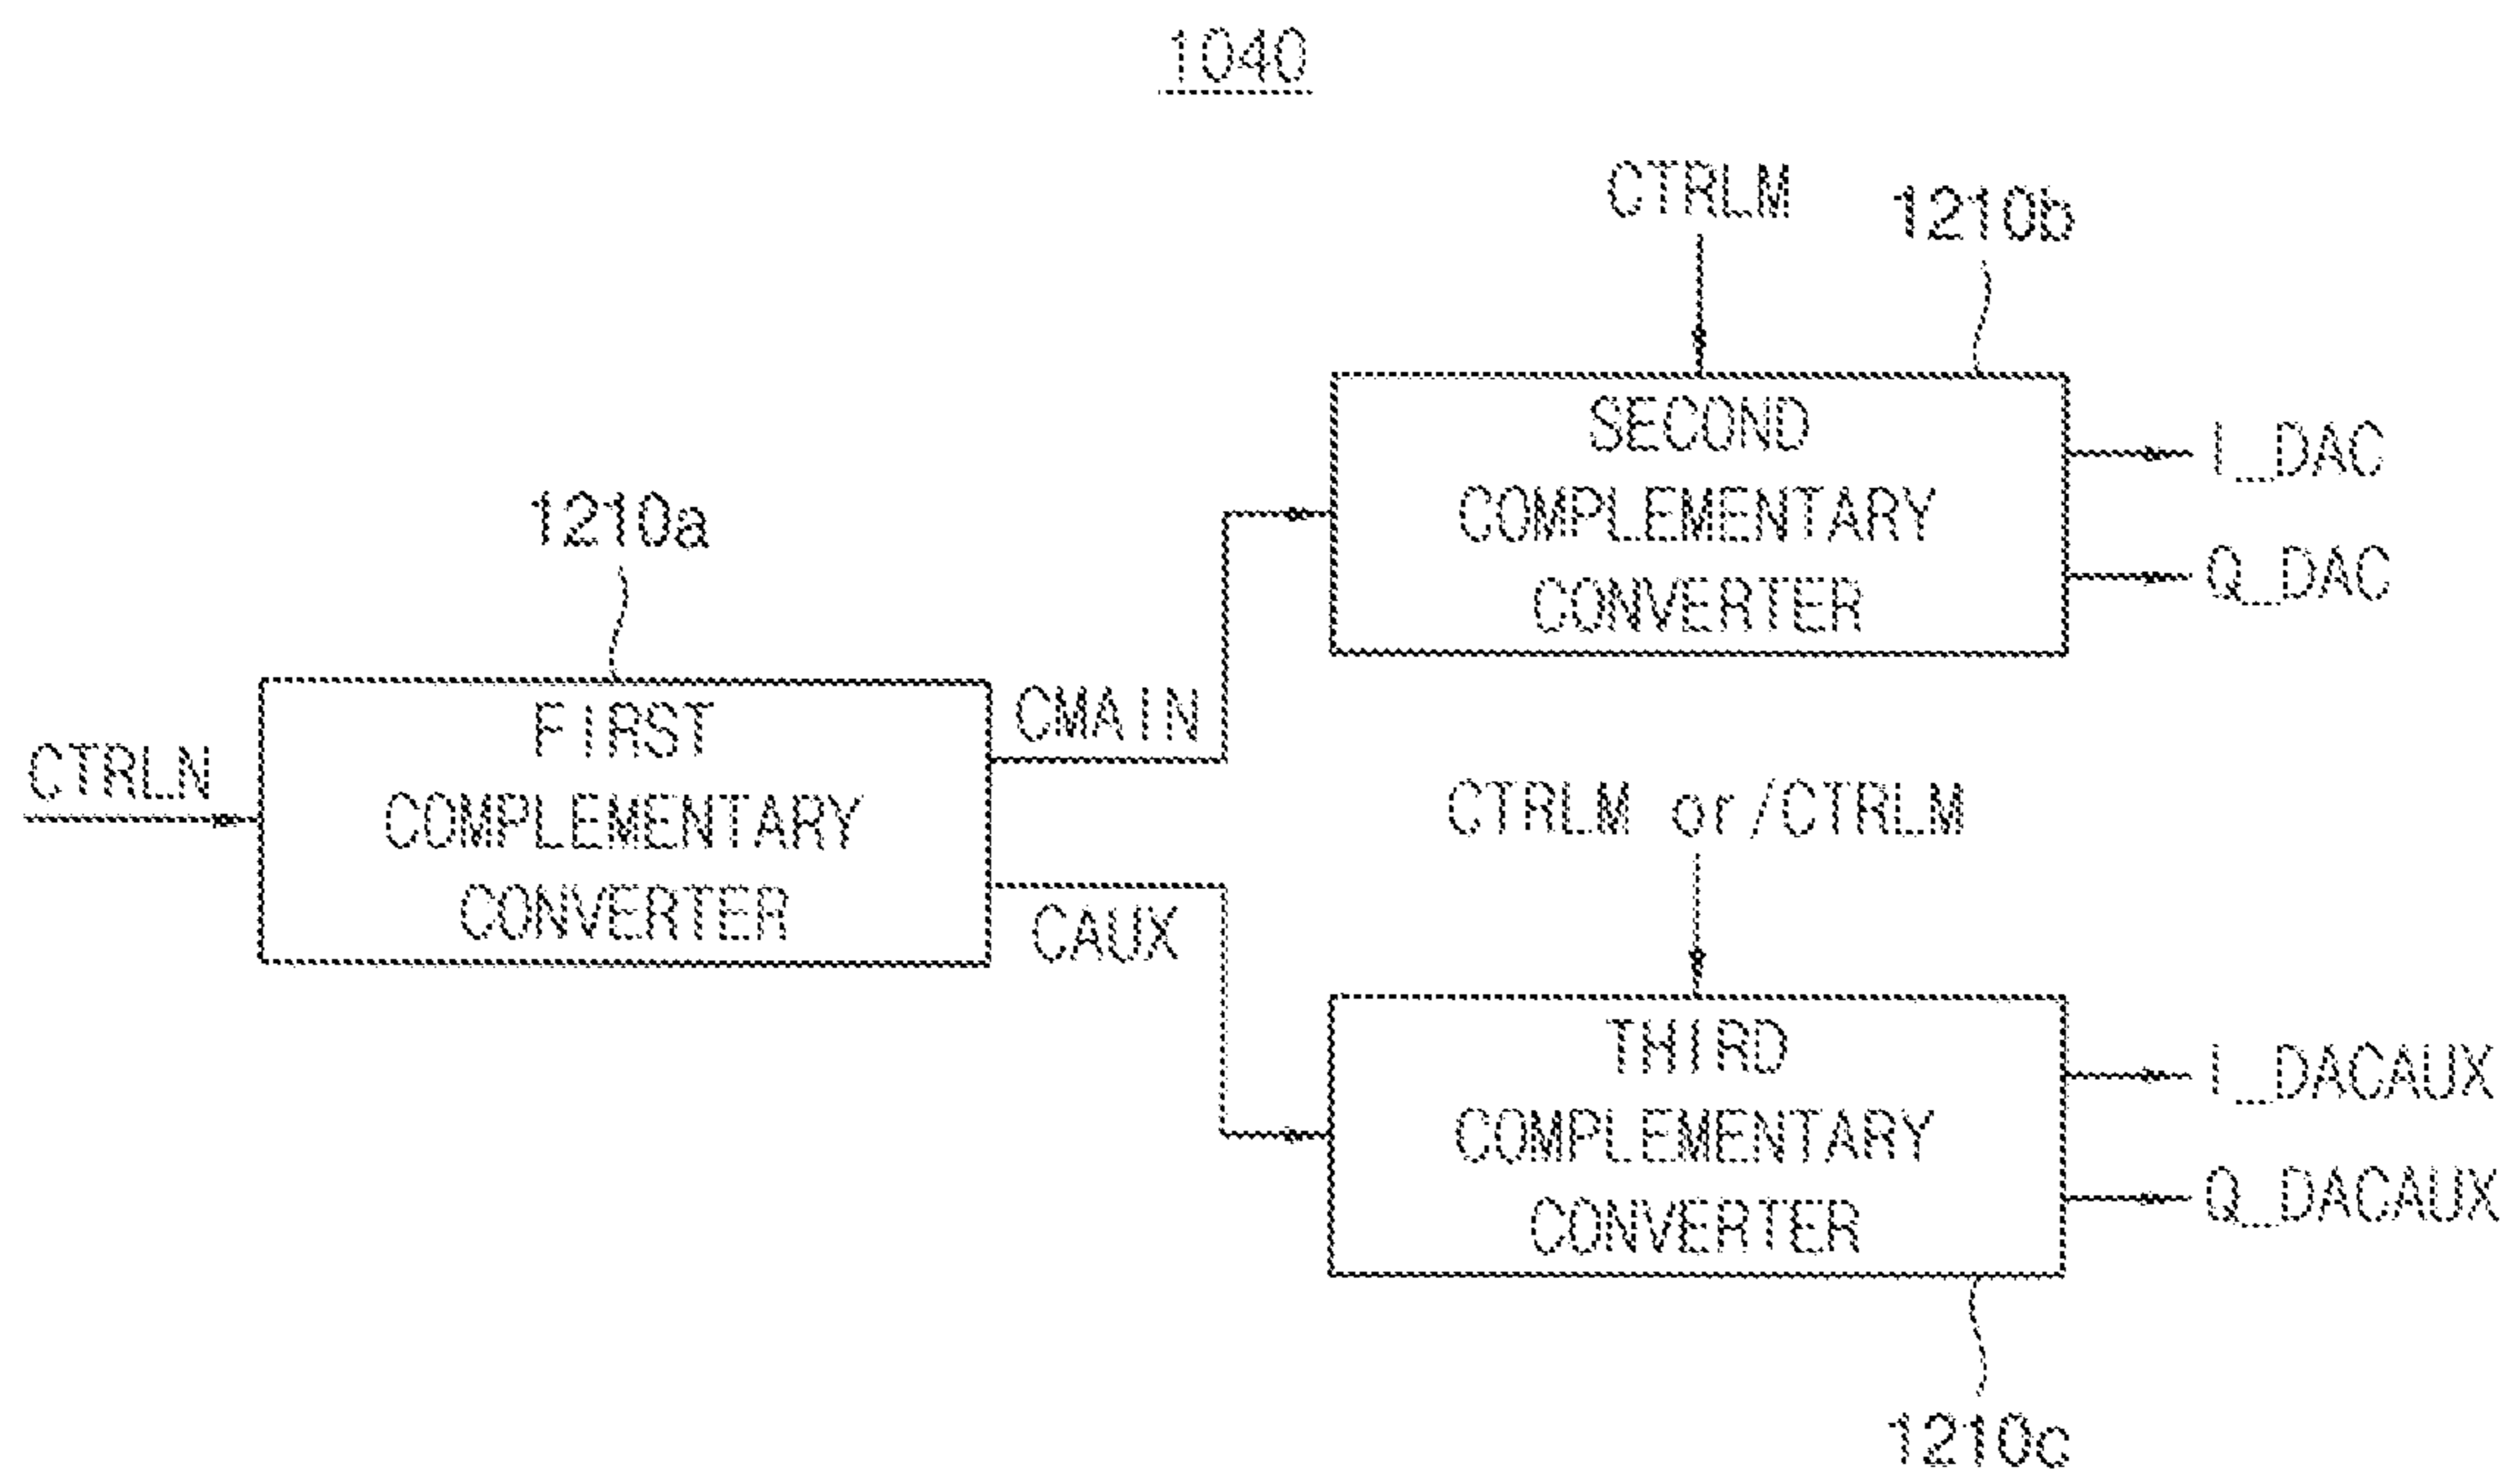 1040
CTRLM
1210b
SECOND
COMPLEMENTARY
CONVERTER
I_DAC
Q_DAC
1210a
FIRST
COMPLEMENTARY
CONVERTER
CTRLN
CMAIN
CAUX
CTRLM or /CTRLM
THIRD
COMPLEMENTARY
CONVERTER
I_DACAUX
Q_DACAUX
1210c